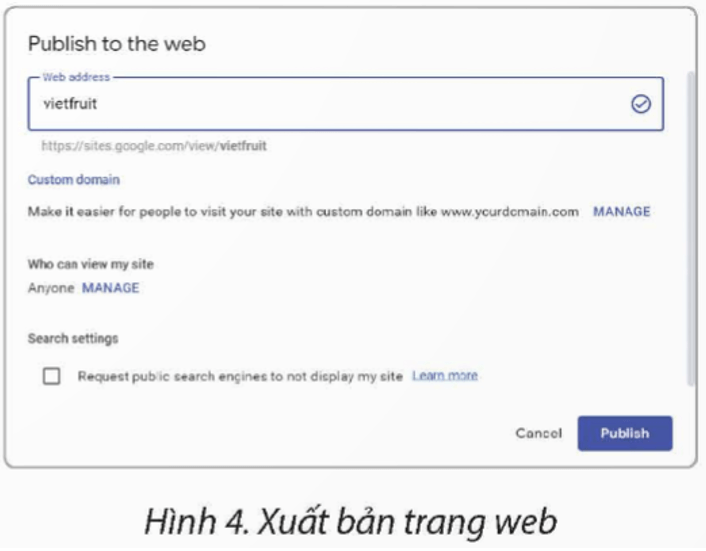 Publish to the web
Web address
vietfruit
https://sites.google.com/view/vietfruit
Custom domain
Make it easier for people to visit your site with custom domain like www.yourdomain.com MANAGE
Who can view my site
Anyone MANAGE
Search settings
Request public search engines to not display my site Learn more
Cancel Publish
Hình 4. Xuất bản trang web